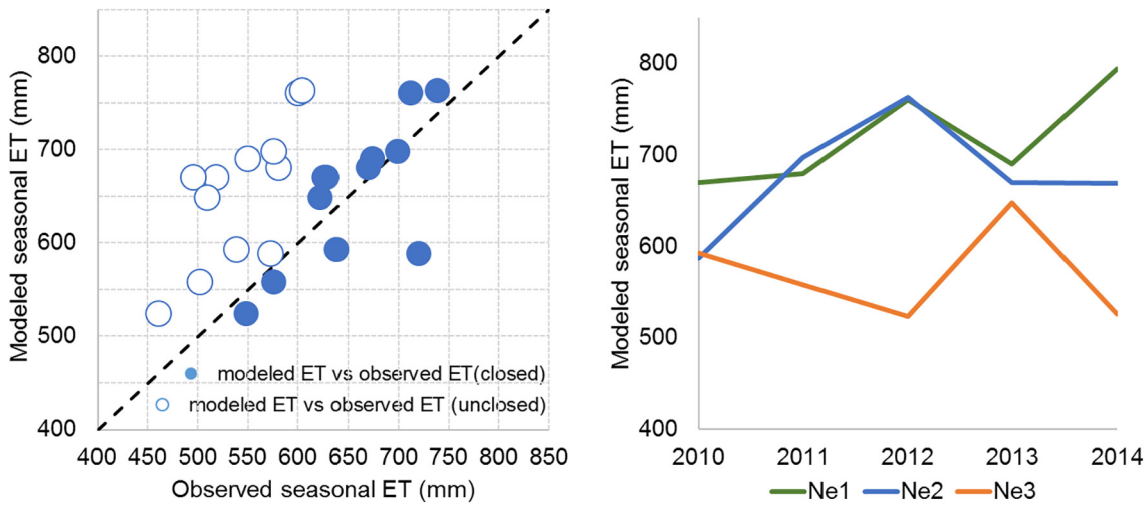 Modeled seasonal ET (mm)
800
700
600
500
400
modeled ET vs observed ET(closed)
modeled ET vs observed ET (unclosed)
400 450 500 550 600 650 700 750 800 850
Observed seasonal ET (mm)
Modeled seasonal ET (mm)
800
700
600
500
400
2010 2011 2012 2013 2014
Ne1 Ne2 Ne3